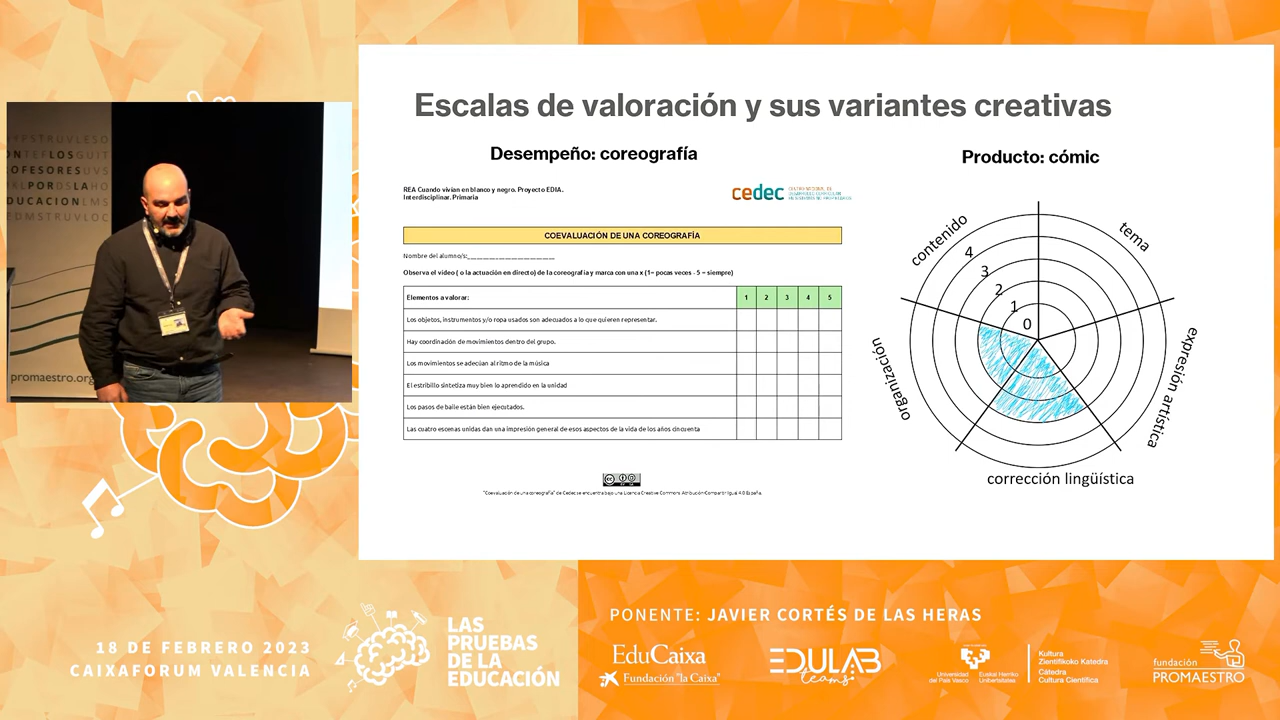 Escalas de valoración y sus variantes creativas
Desempeño: coreografía
REA Cuando vivían en blanco y negro. Proyecto EDIA.
Interdisciplinar. Primaria
cedec
COEVALUACIÓN DE UNA COREOGRAFÍA
Nombre del alumno/s:
Observa el vídeo ( o la actuación en directo) de la coreografía y marca con una x (1= pocas veces - 5 = siempre)
Elementos a valorar: 1 2 3 4 5
Los objetos, instrumentos y/o ropa usados son adecuados a lo que quieren representar.
Hay coordinación de movimientos dentro del grupo.
Los movimientos se adecúan al ritmo de la música
El estribillo sintetiza muy bien lo aprendido en la unidad
Los pasos de baile están bien ejecutados.
Las cuatro escenas unidas dan una impresión general de esos aspectos de la vida de los años cincuenta
"Coevaluación de una coreografía" de Cedec se encuentra bajo una Licencia Creative Commons Atribución-CompartirIgual 4.0 España.
Producto: cómic
contenido
tema
4
3
2
1
0
organización
expresión artística
corrección lingüística
promaestro.org
18 DE FEBRERO 2023
CAIXAFORUM VALENCIA
LAS
PRUEBAS
DE LA
EDUCACIÓN
PONENTE: JAVIER CORTÉS DE LAS HERAS
EduCaixa
Fundación "la Caixa"
EDULAB
teams
Universidad
del País Vasco
Euskal Herriko
Unibertsitatea
Kultura
Zientifikoko Katedra
Cátedra
Cultura Científica
fundación
PROMAESTRO